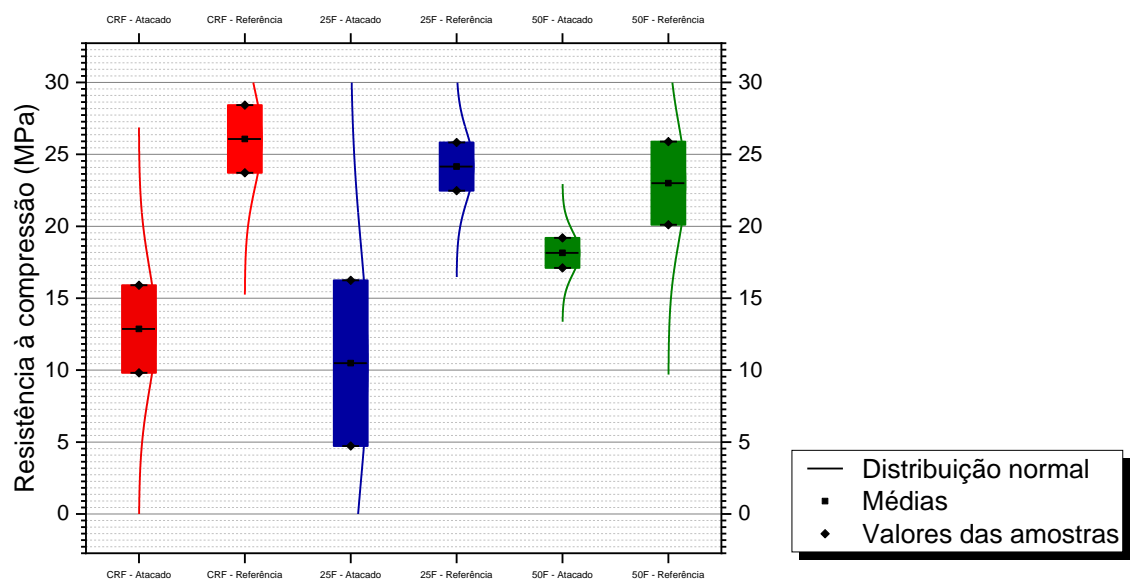 CRF - Atacado CRF - Referência 25F - Atacado 25F - Referência 50F - Atacado 50F - Referência
Resistência à compressão (MPa)
30 30
25 25
20 20
15 15
10 10
5 5
0 0
CRF - Atacado CRF - Referência 25F - Atacado 25F - Referência 50F - Atacado 50F - Referência
Distribuição normal
Médias
Valores das amostras